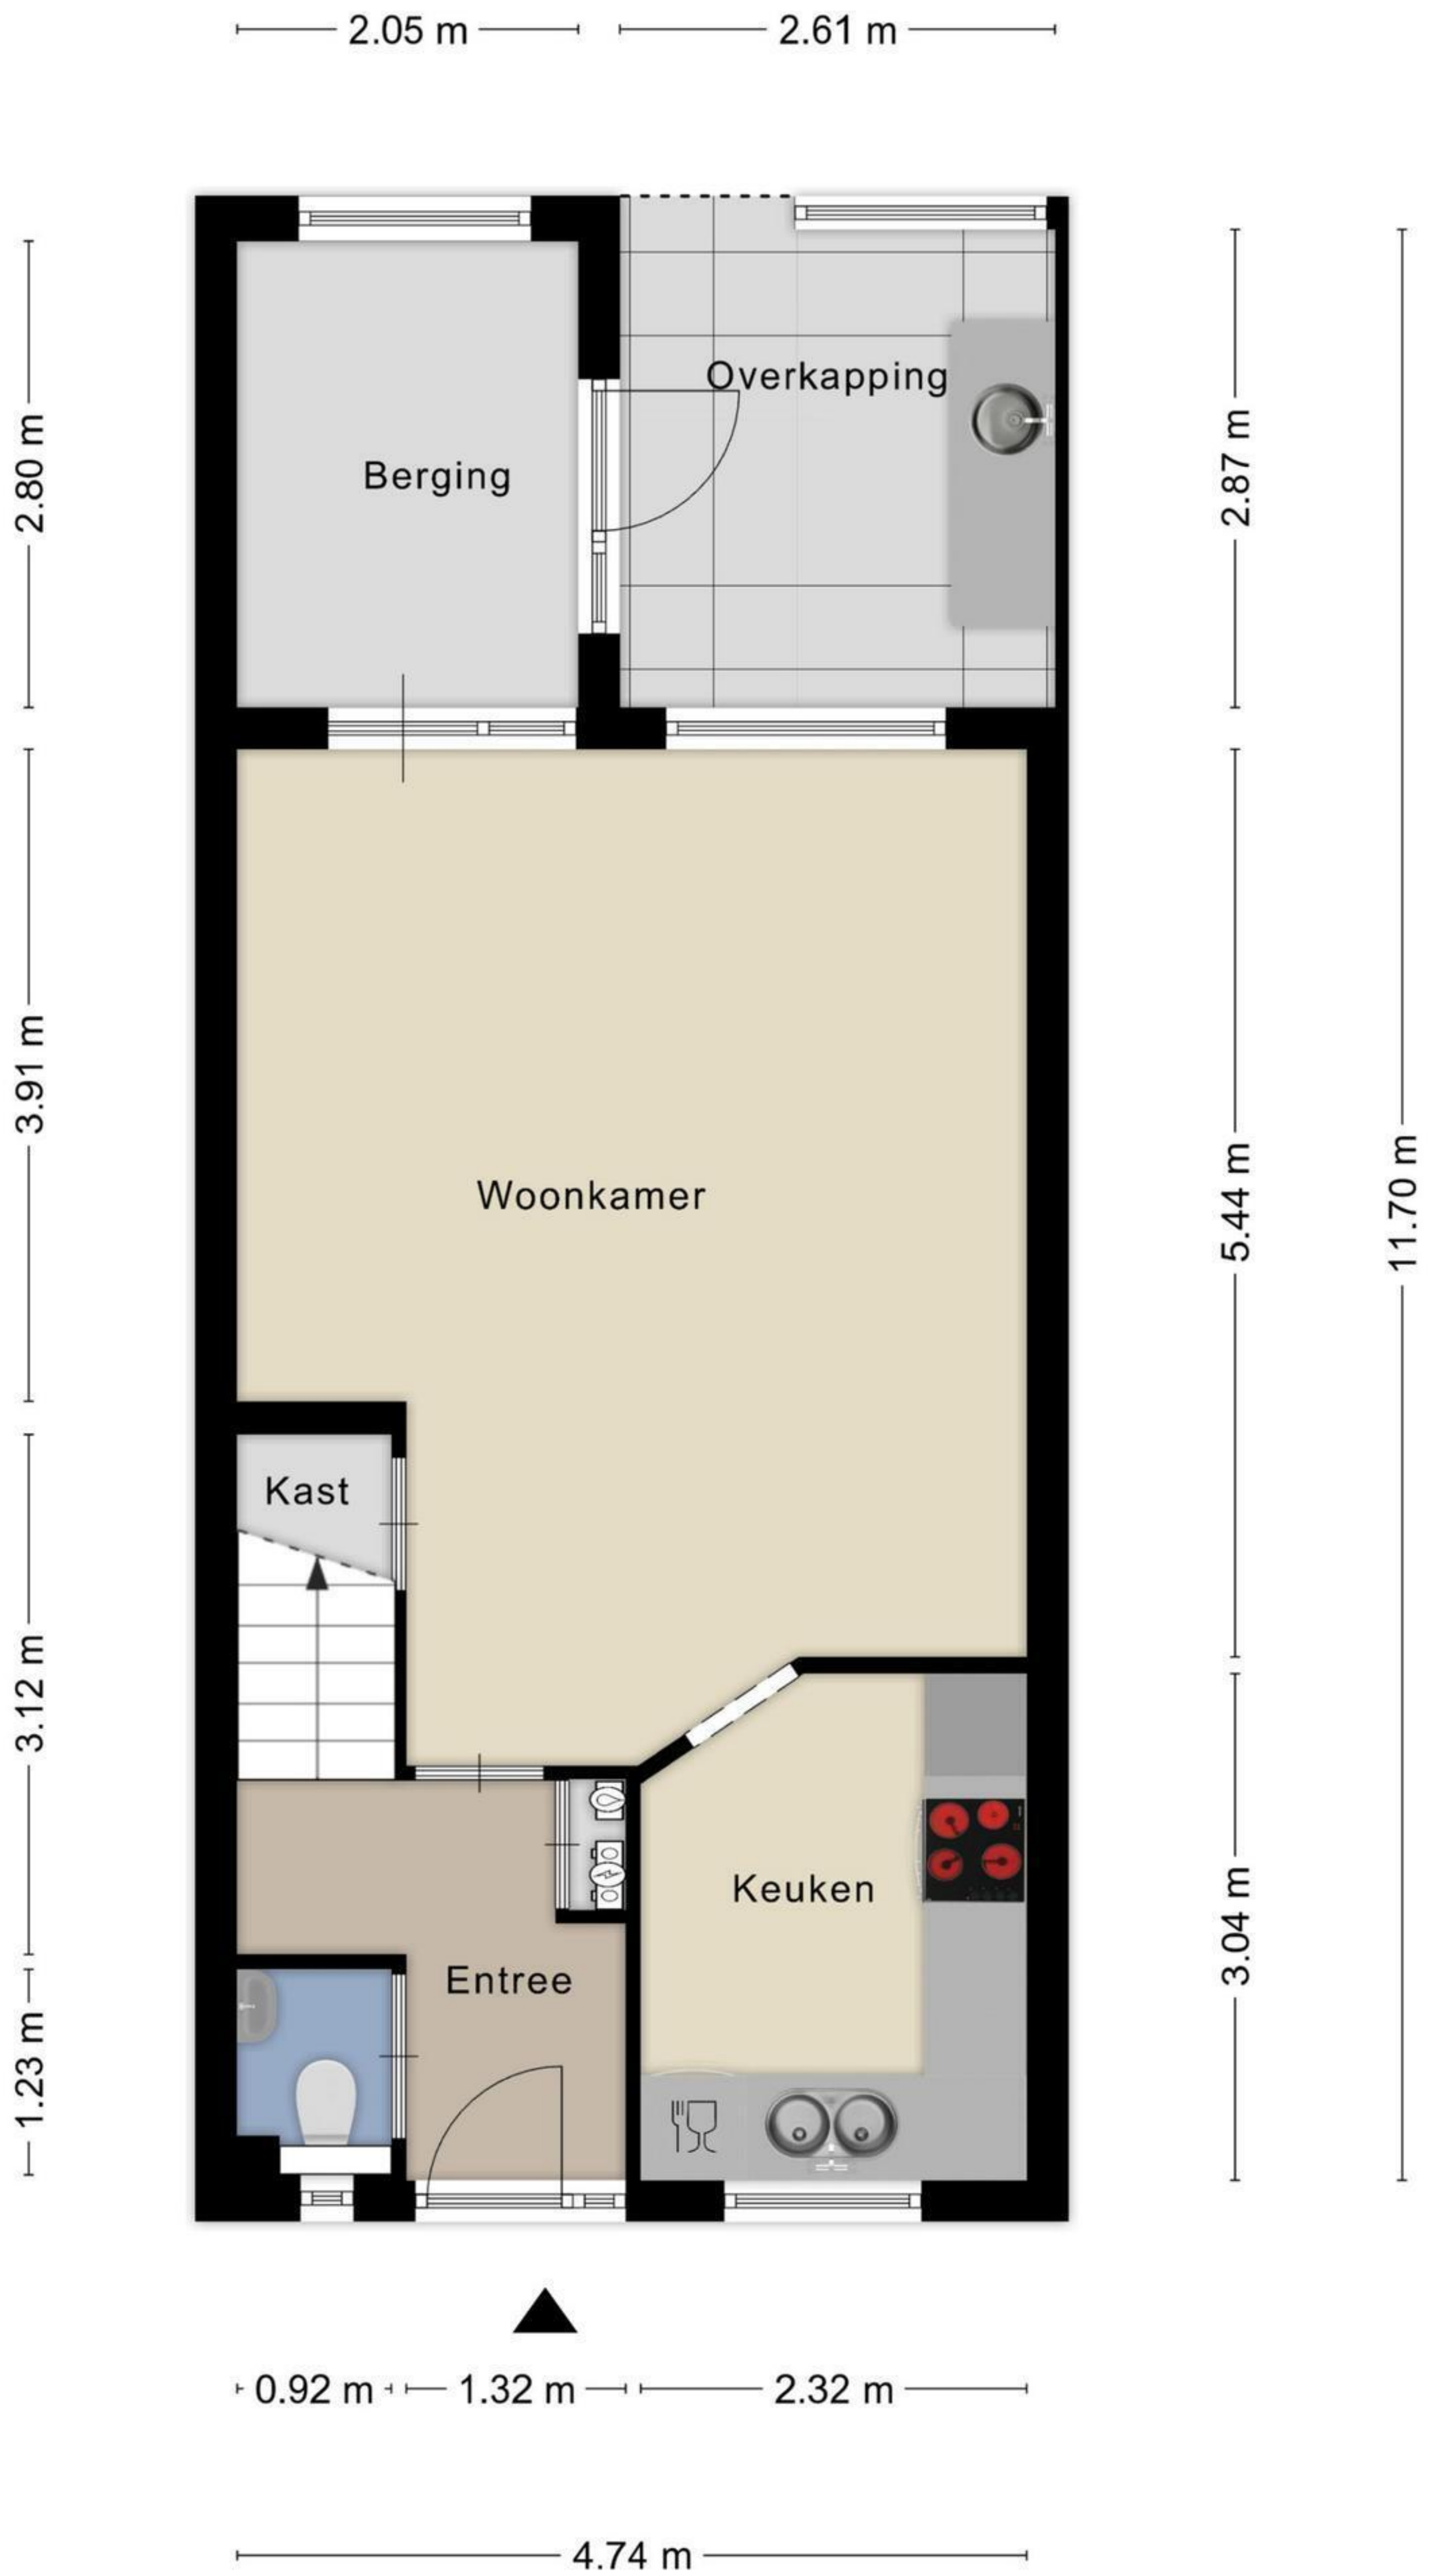 2.05 m
2.61 m
Overkapping
Berging
2.80 m
2.87 m
3.91 m
Woonkamer
5.44 m
11.70 m
Kast
3.12 m
Keuken
3.04 m
Entree
1.23 m
0.92 m
1.32 m
2.32 m
4.74 m